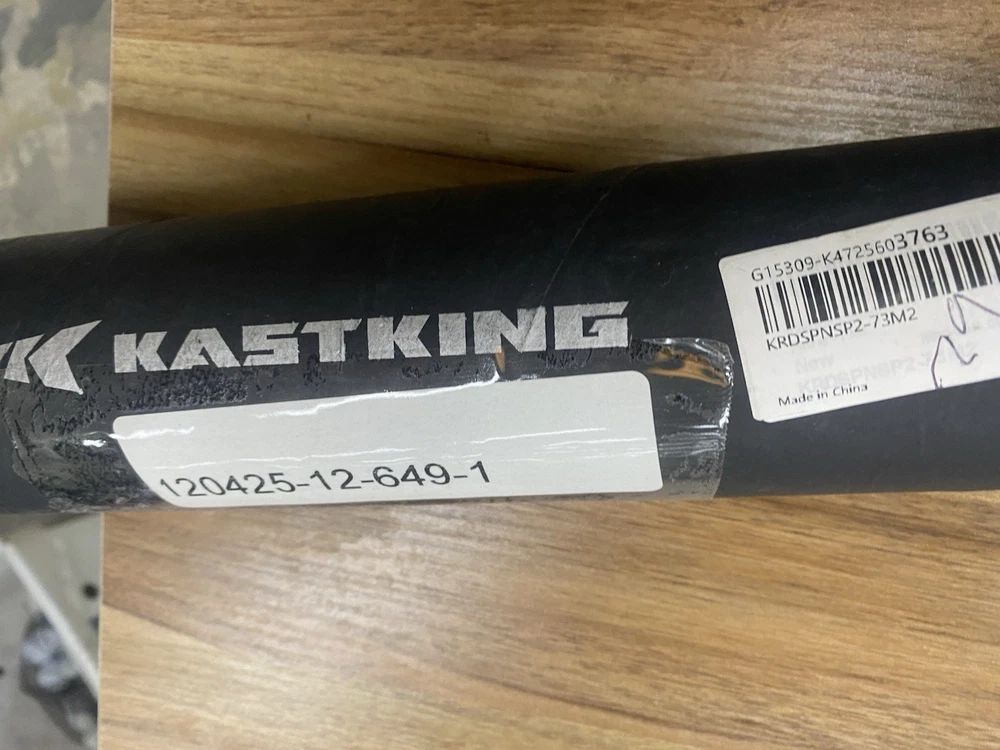 KASTKING
120425-12-649-1
G15309-K4725603763
KRDSPNSP2-73M2
New
Made in China